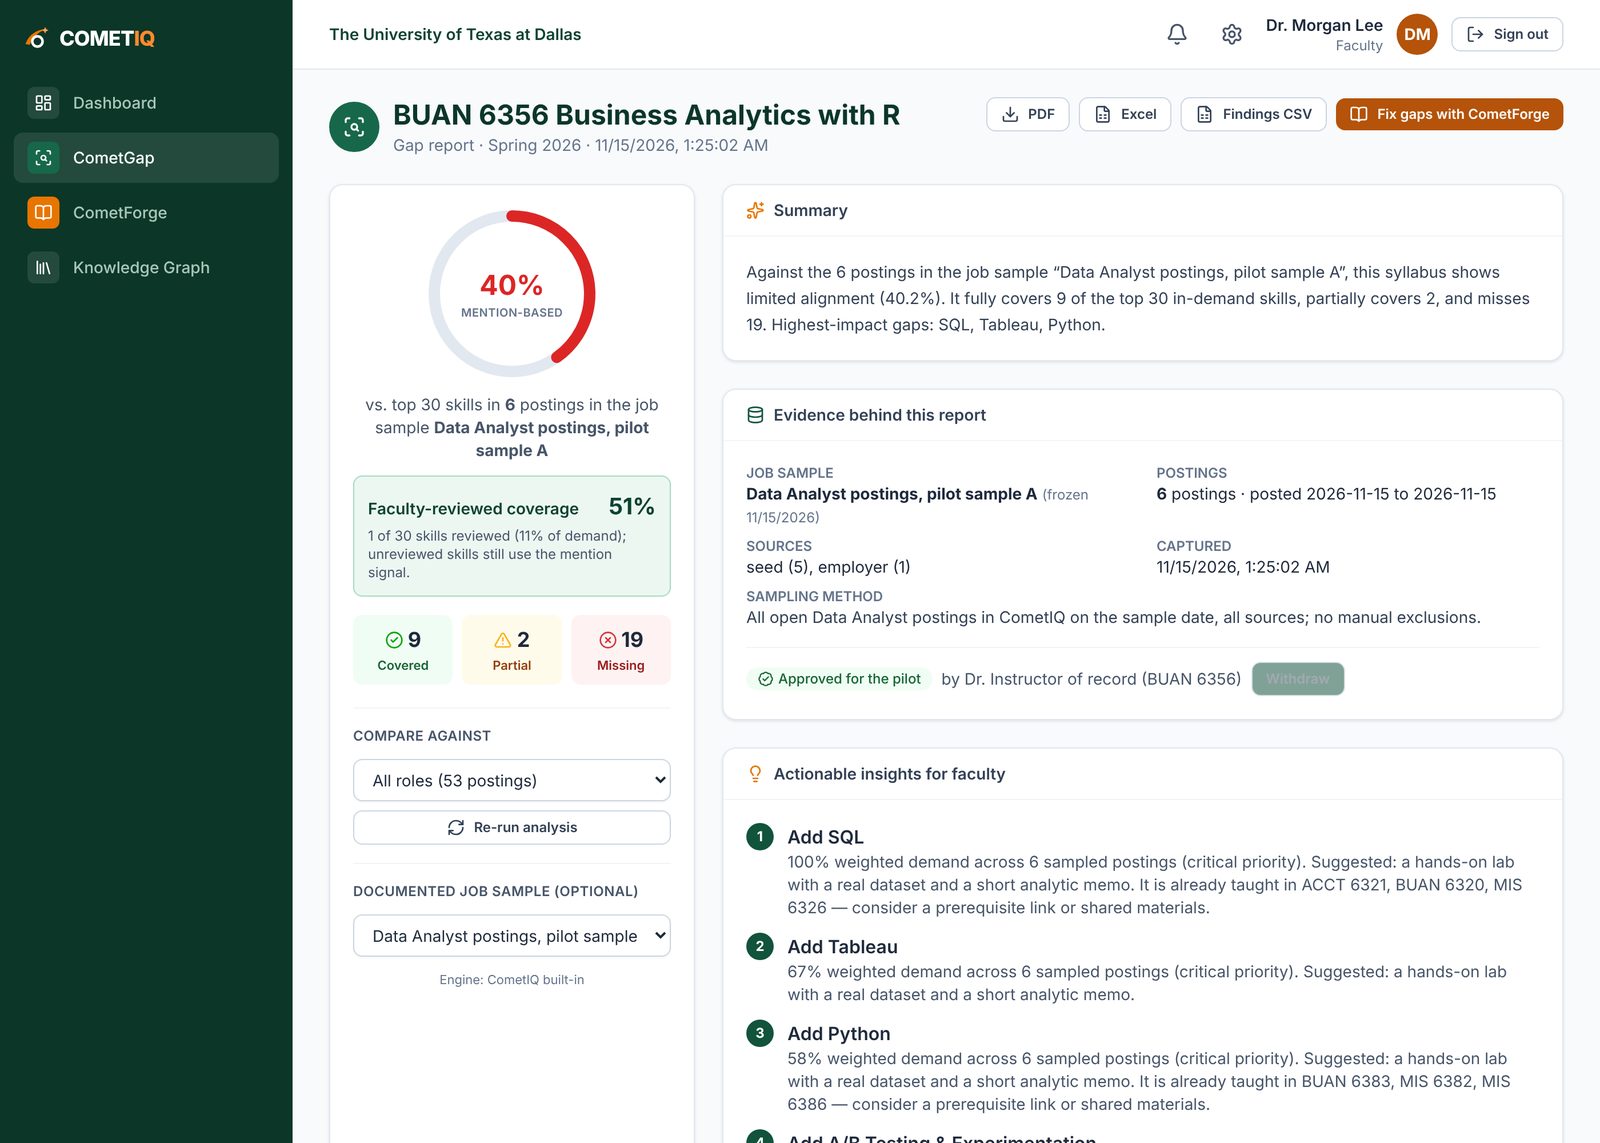 COMETIQ
Dashboard
CometGap
CometForge
Knowledge Graph
The University of Texas at Dallas
Dr. Morgan Lee
Faculty
DM
Sign out
BUAN 6356 Business Analytics with R
Gap report · Spring 2026 · 11/15/2026, 1:25:02 AM
PDF
Excel
Findings CSV
Fix gaps with CometForge
40%
MENTION-BASED
vs. top 30 skills in 6 postings in the job
sample Data Analyst postings, pilot
sample A
Faculty-reviewed coverage 51%
1 of 30 skills reviewed (11% of demand);
unreviewed skills still use the mention
signal.
9
Covered
2
Partial
19
Missing
COMPARE AGAINST
All roles (53 postings)
Re-run analysis
DOCUMENTED JOB SAMPLE (OPTIONAL)
Data Analyst postings, pilot sample
Engine: CometIQ built-in
Summary
Against the 6 postings in the job sample “Data Analyst postings, pilot sample A”, this syllabus shows
limited alignment (40.2%). It fully covers 9 of the top 30 in-demand skills, partially covers 2, and misses
19. Highest-impact gaps: SQL, Tableau, Python.
Evidence behind this report
JOB SAMPLE
Data Analyst postings, pilot sample A (frozen
11/15/2026)
POSTINGS
6 postings · posted 2026-11-15 to 2026-11-15
SOURCES
seed (5), employer (1)
CAPTURED
11/15/2026, 1:25:02 AM
SAMPLING METHOD
All open Data Analyst postings in CometIQ on the sample date, all sources; no manual exclusions.
Approved for the pilot by Dr. Instructor of record (BUAN 6356) Withdraw
Actionable insights for faculty
1 Add SQL
100% weighted demand across 6 sampled postings (critical priority). Suggested: a hands-on lab
with a real dataset and a short analytic memo. It is already taught in ACCT 6321, BUAN 6320, MIS
6326 — consider a prerequisite link or shared materials.
2 Add Tableau
67% weighted demand across 6 sampled postings (critical priority). Suggested: a hands-on lab
with a real dataset and a short analytic memo.
3 Add Python
58% weighted demand across 6 sampled postings (critical priority). Suggested: a hands-on lab
with a real dataset and a short analytic memo. It is already taught in BUAN 6383, MIS 6382, MIS
6386 — consider a prerequisite link or shared materials.
4 Add A/B Testing & Experimentation